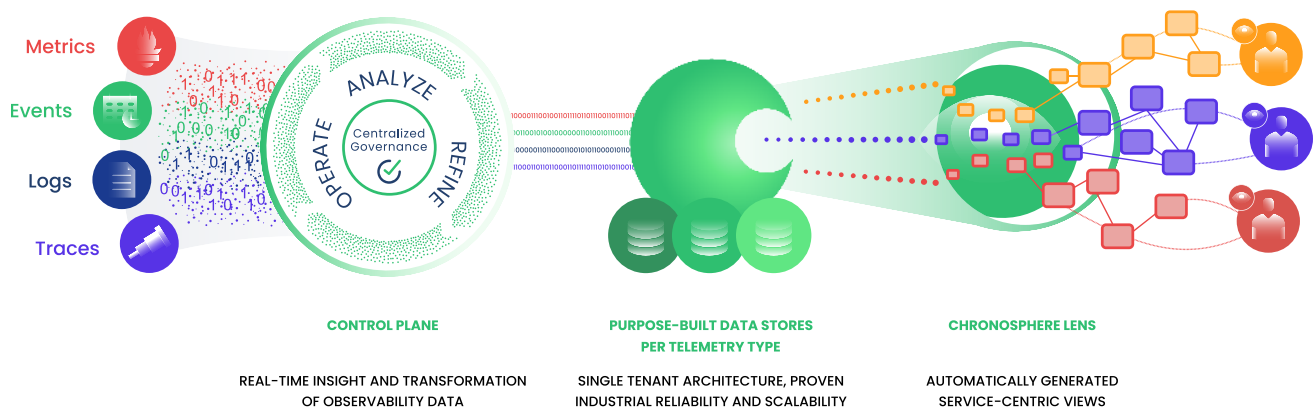 Metrics
Events
Logs
Traces
ANALYZE
REFINE
OPERATE
Centralized
Governance
CONTROL PLANE
REAL-TIME INSIGHT AND TRANSFORMATION
OF OBSERVABILITY DATA
PURPOSE-BUILT DATA STORES
PER TELEMETRY TYPE
SINGLE TENANT ARCHITECTURE, PROVEN
INDUSTRIAL RELIABILITY AND SCALABILITY
CHRONOSPHERE LENS
AUTOMATICALLY GENERATED
SERVICE-CENTRIC VIEWS